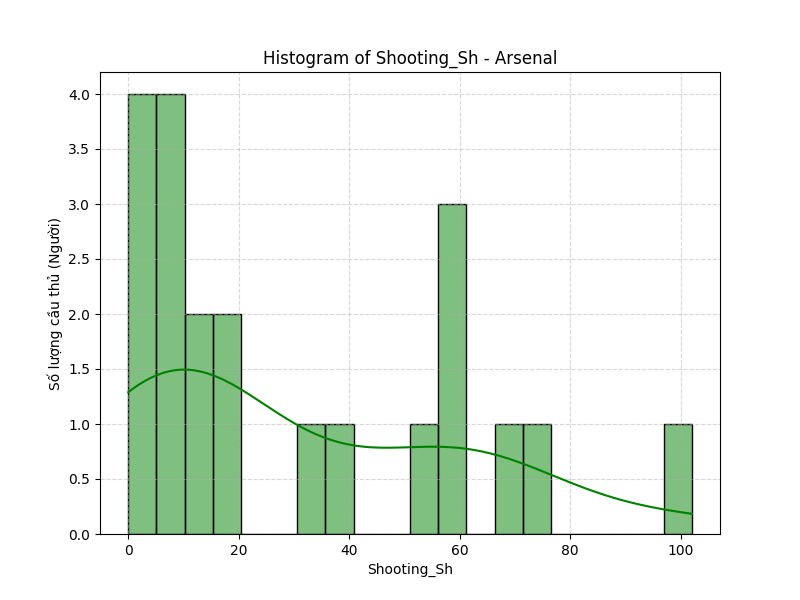 Histogram of Shooting_Sh - Arsenal
Số lượng cầu thủ (Người)
4.0
3.5
3.0
2.5
2.0
1.5
1.0
0.5
0.0
0 20 40 60 80 100
Shooting_Sh